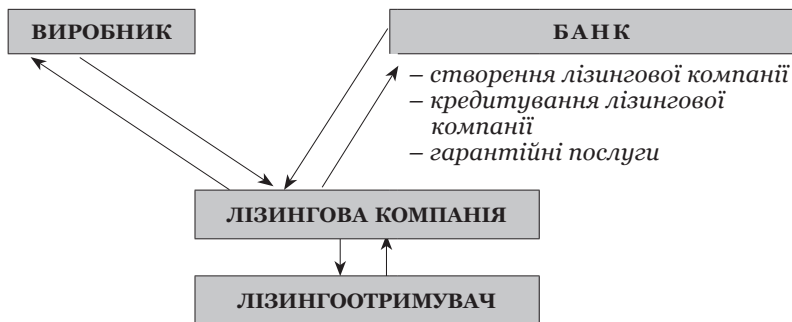 ВИРОБНИК
БАНК
– створення лізингової компанії
– кредитування лізингової
компанії
– гарантійні послуги
ЛІЗИНГОВА КОМПАНІЯ
ЛІЗИНГООТРИМУВАЧ